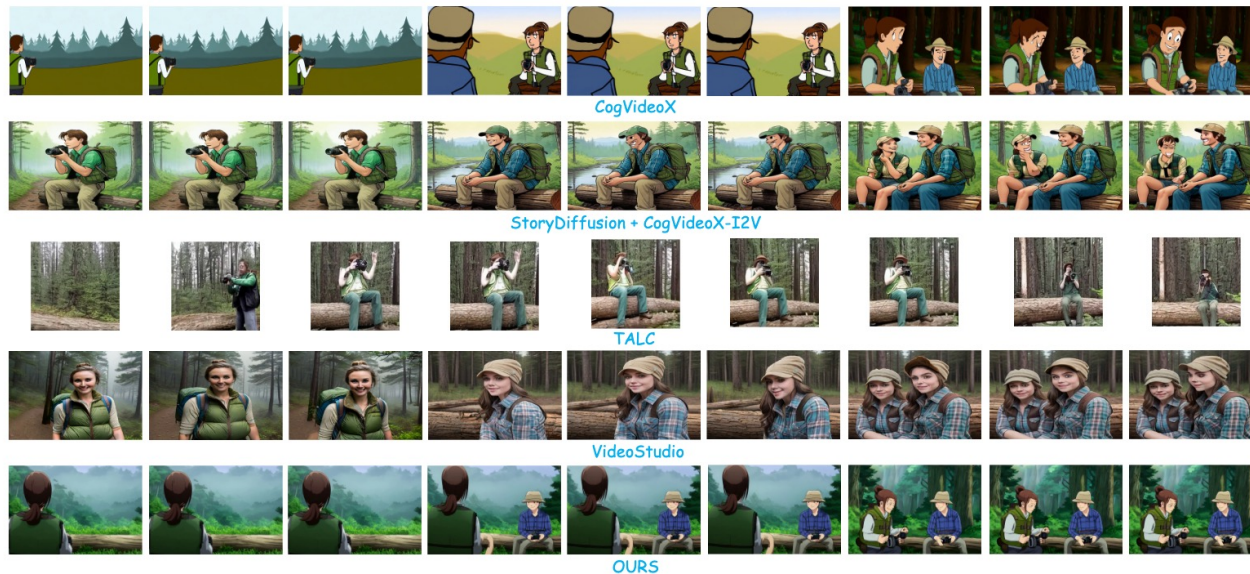 CogVideoX
StoryDiffusion + CogVideoX-I2V
TALC
VideoStudio
OURS